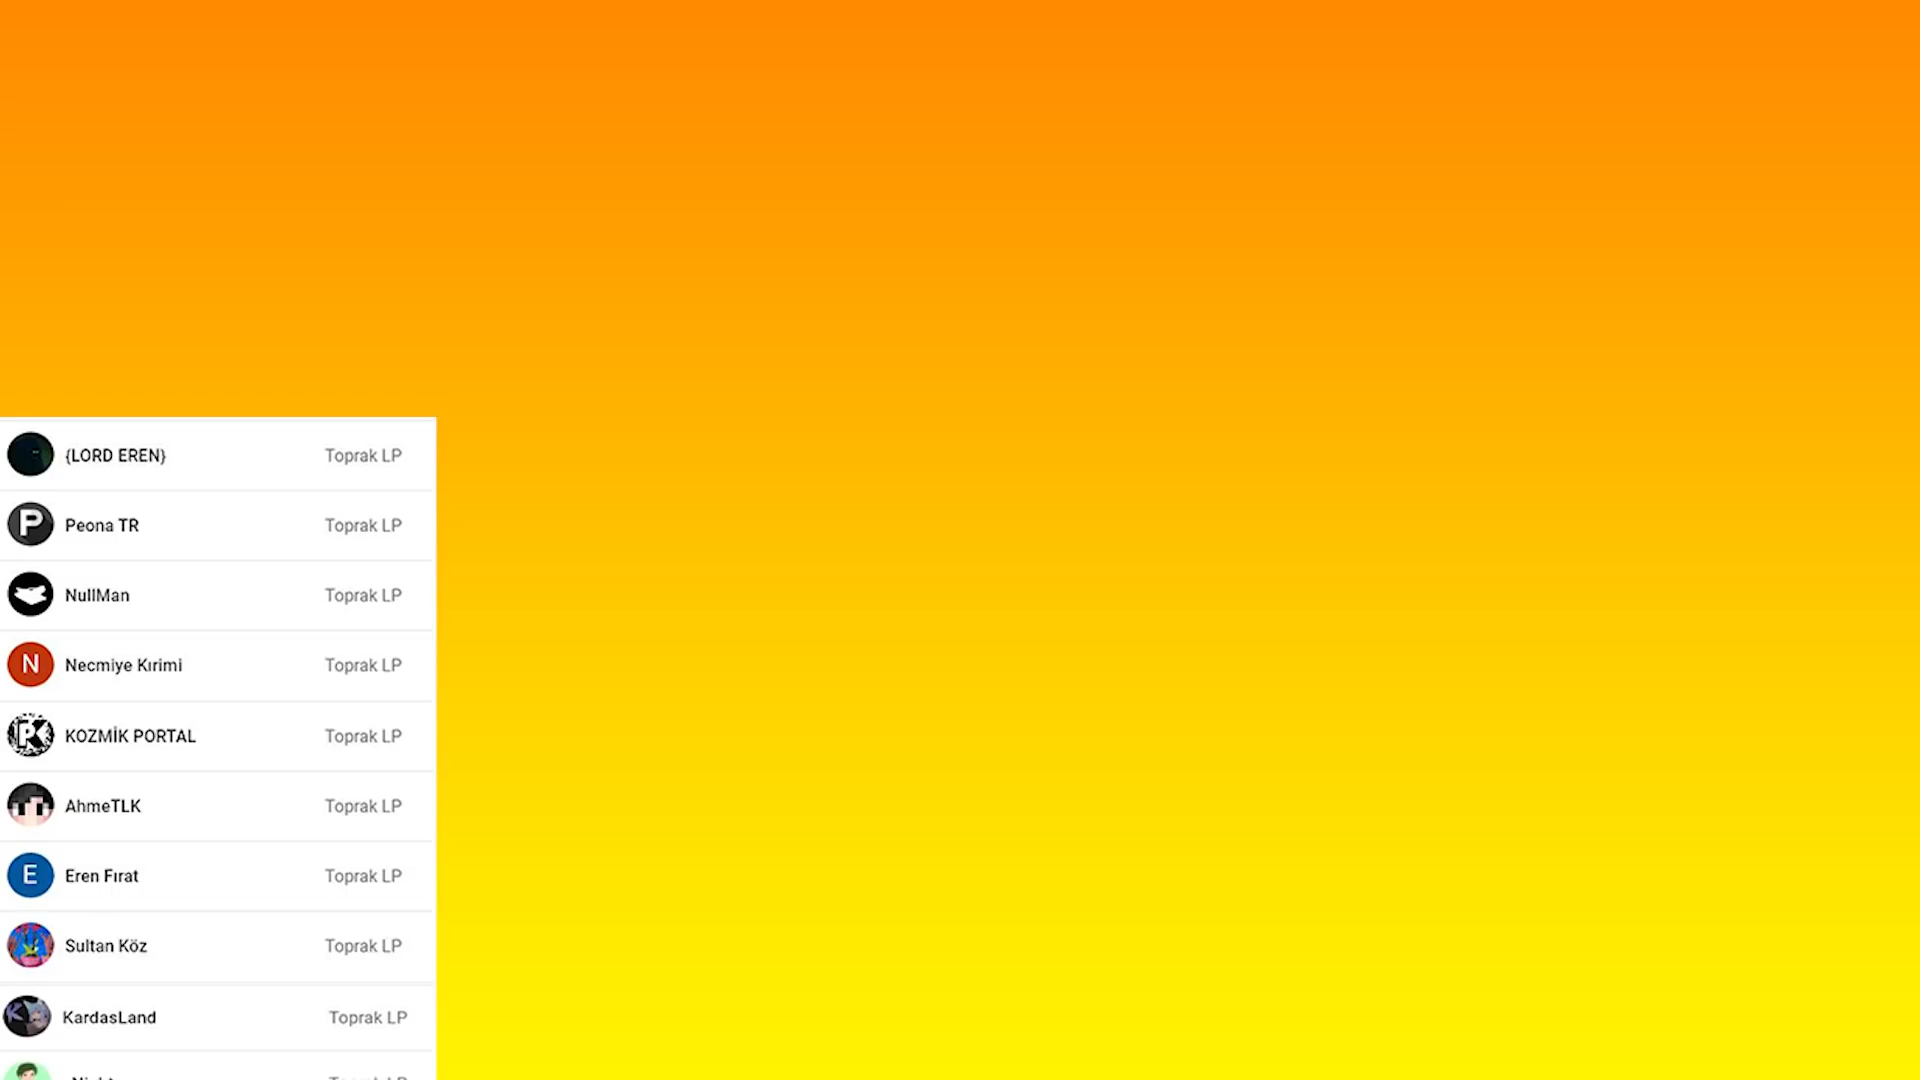 {LORD EREN} Toprak LP
P Peona TR Toprak LP
NullMan Toprak LP
N Necmiye Kırimi Toprak LP
PK KOZMİK PORTAL Toprak LP
AhmeTLK Toprak LP
E Eren Fırat Toprak LP
Sultan Köz Toprak LP
K KardasLand Toprak LP